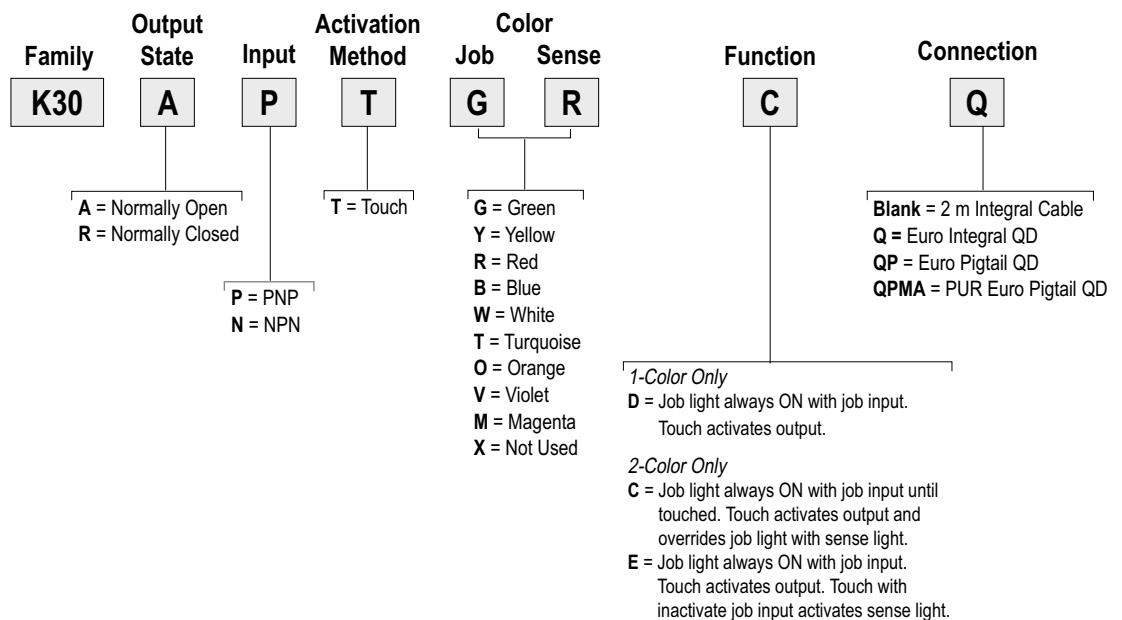 Family
Output State
Input
Activation Method
Color
Job
Sense
Function
Connection
K30
A
P
T
G
R
C
Q
A = Normally Open
R = Normally Closed
P = PNP
N = NPN
T = Touch
G = Green
Y = Yellow
R = Red
B = Blue
W = White
T = Turquoise
O = Orange
V = Violet
M = Magenta
X = Not Used
1-Color Only
D = Job light always ON with job input.
Touch activates output.
2-Color Only
C = Job light always ON with job input until
touched. Touch activates output and
overrides job light with sense light.
E = Job light always ON with job input.
Touch activates output. Touch with
inactivate job input activates sense light.
Blank = 2 m Integral Cable
Q = Euro Integral QD
QP = Euro Pigtail QD
QPMA = PUR Euro Pigtail QD